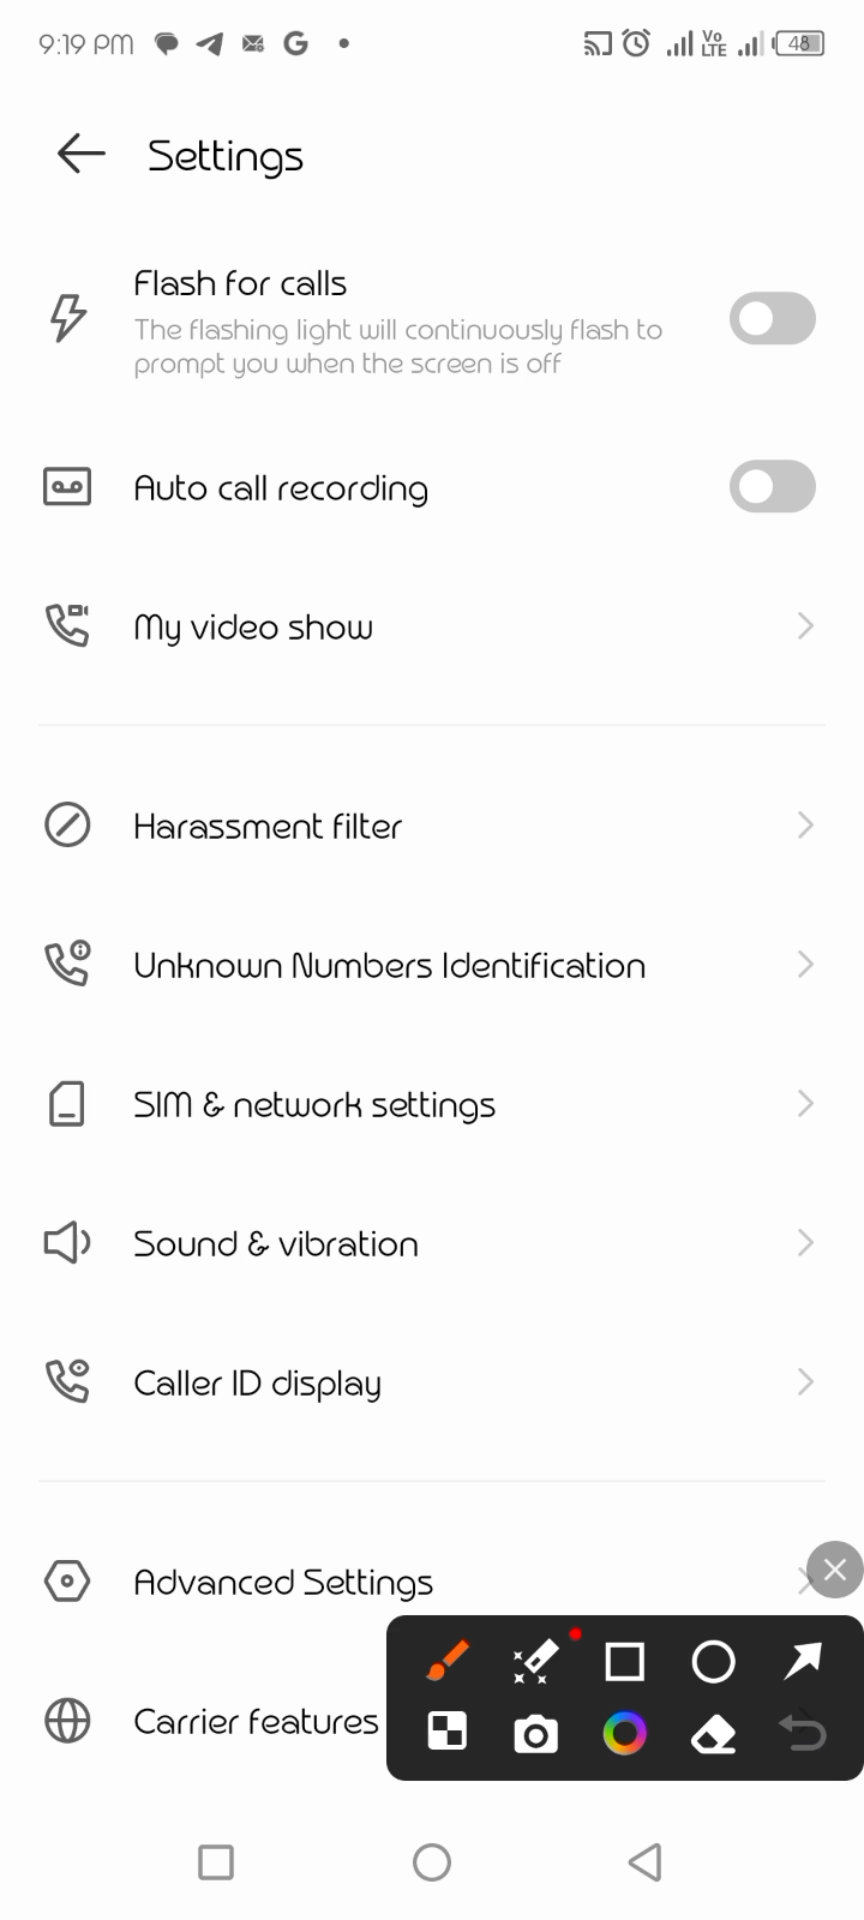 9:19 PM
Vo
LTE
48
Settings
Flash for calls
The flashing light will continuously flash to
prompt you when the screen is off
Auto call recording
My video show
Harassment filter
Unknown Numbers Identification
SIM & network settings
Sound & vibration
Caller ID display
Advanced Settings
Carrier features